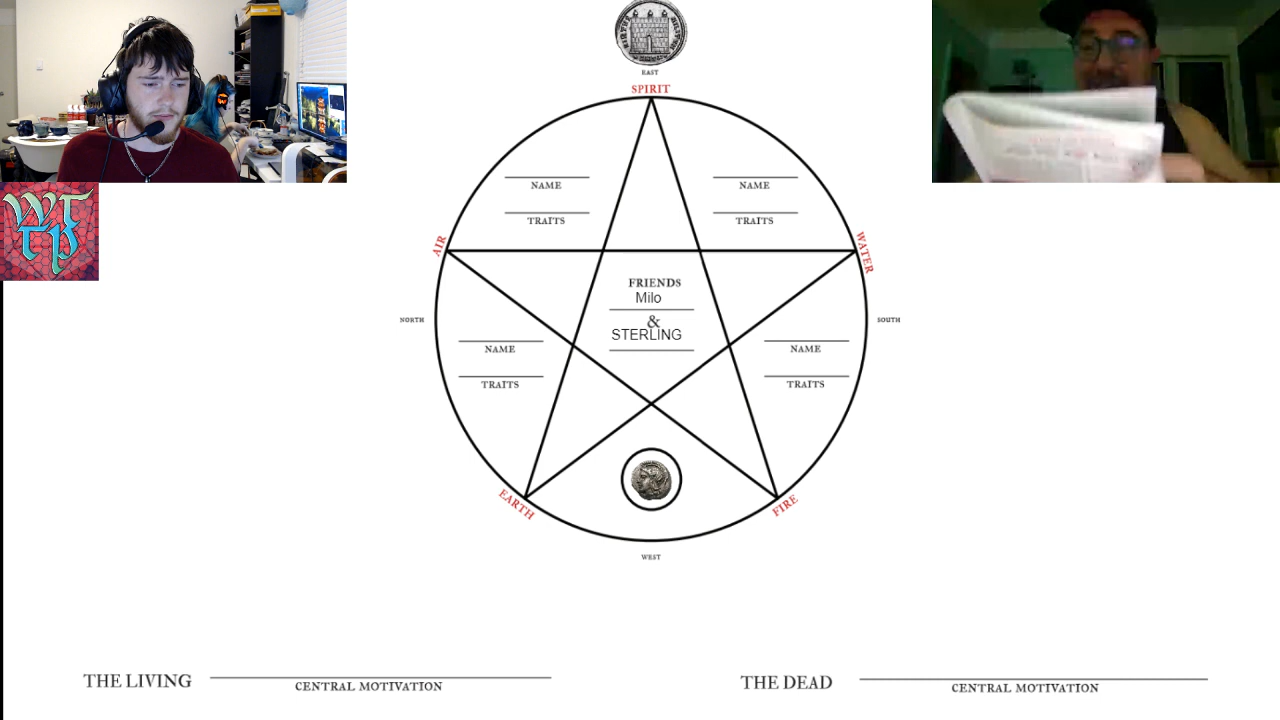 EAST
SPIRIT
WTTP
NAME
NAME
TRAITS
TRAITS
AIR
WATER
FRIENDS
Milo
&
STERLING
NORTH
SOUTH
NAME
NAME
TRAITS
TRAITS
EARTH
FIRE
WEST
THE LIVING
CENTRAL MOTIVATION
THE DEAD
CENTRAL MOTIVATION